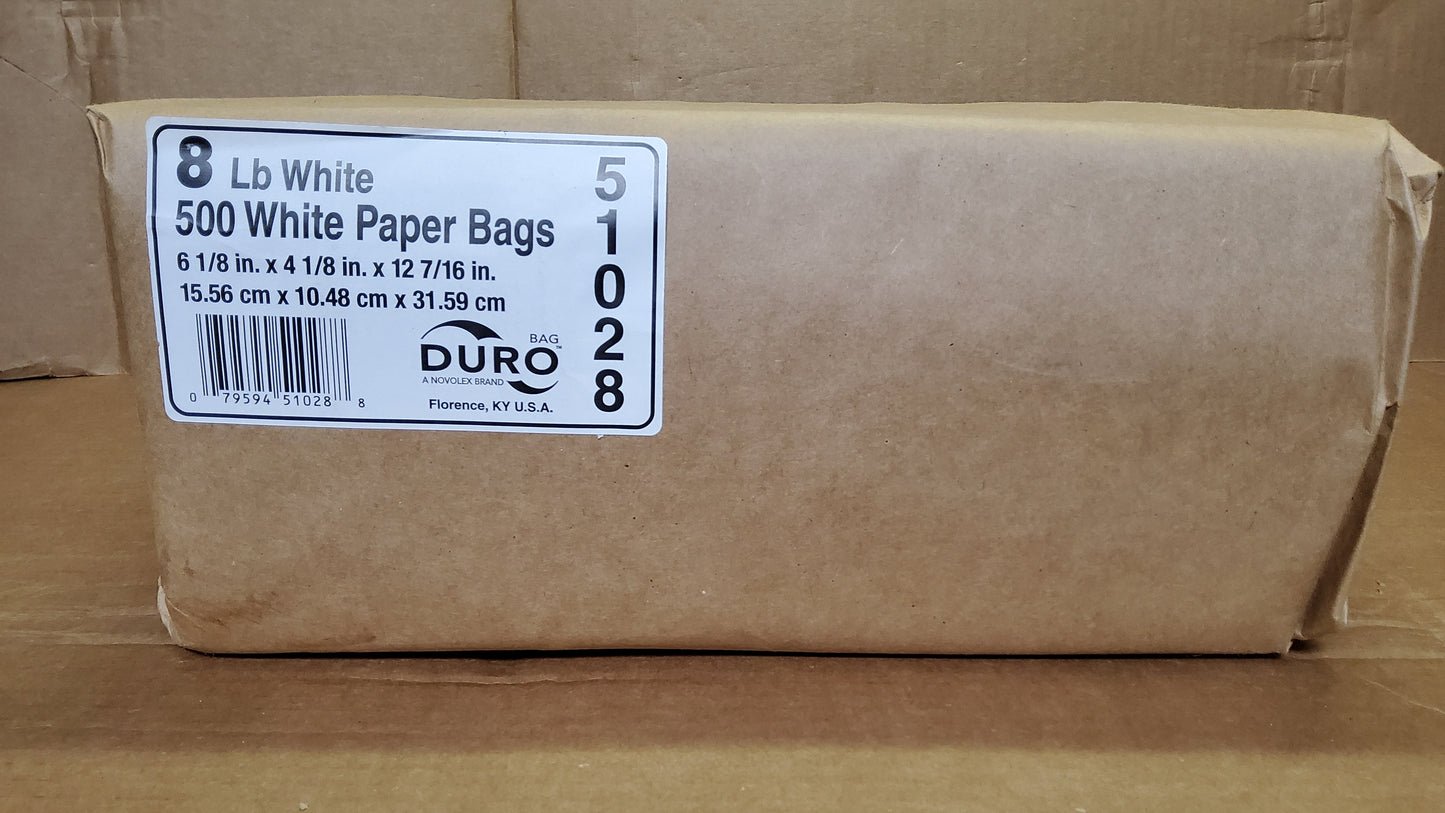 8 Lb White
500 White Paper Bags
6 1/8 in. x 4 1/8 in. x 12 7/16 in.
15.56 cm x 10.48 cm x 31.59 cm
0 79594 51028 8
BAG
DURO™
A NOVOLEX BRAND
Florence, KY U.S.A.
5
1
0
2
8